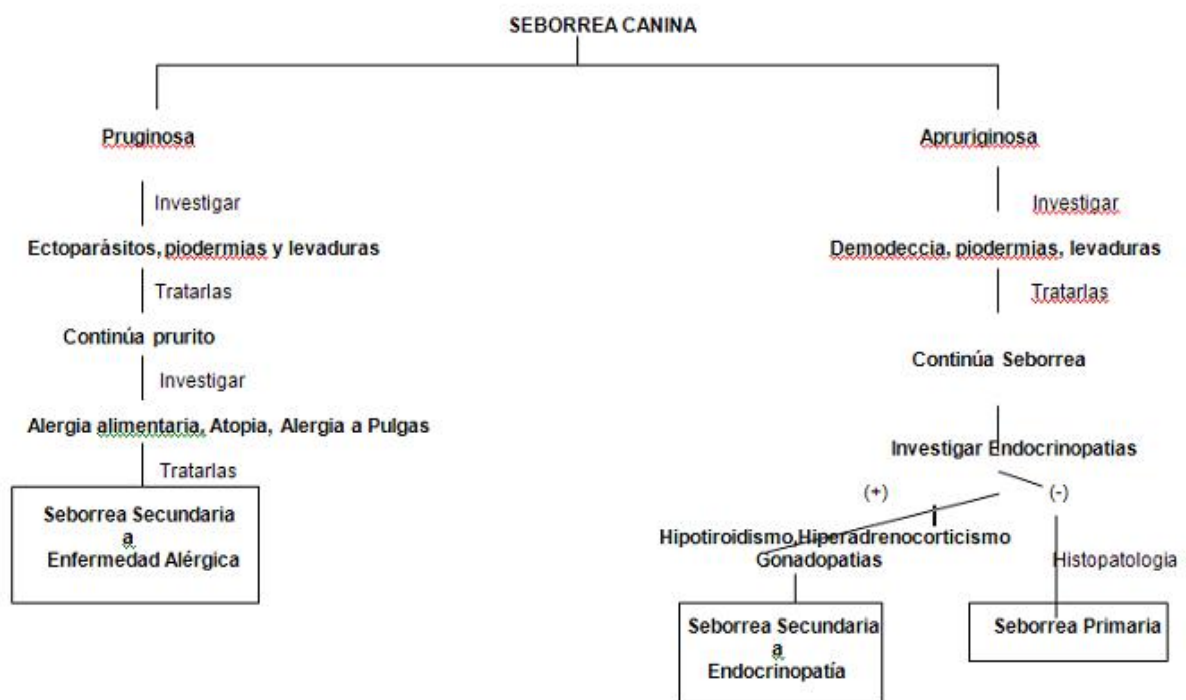 SEBORREA CANINA
Pruginosa
Apruriginosa
Investigar
Investigar
Ectoparásitos, piodermias y levaduras
Demodeccia, piodermias, levaduras
Tratarlas
Tratarlas
Continúa prurito
Continúa Seborrea
Investigar
Alergia alimentaria, Atopia, Alergia a Pulgas
Investigar Endocrinopatias
Tratarlas
(+)
(-)
Seborrea Secundaria
a
Enfermedad Alérgica
Hipotiroidismo,Hiperadrenocorticismo
Gonadopatias
Histopatologia
Seborrea Secundaria
a
Endocrinopatía
Seborrea Primaria